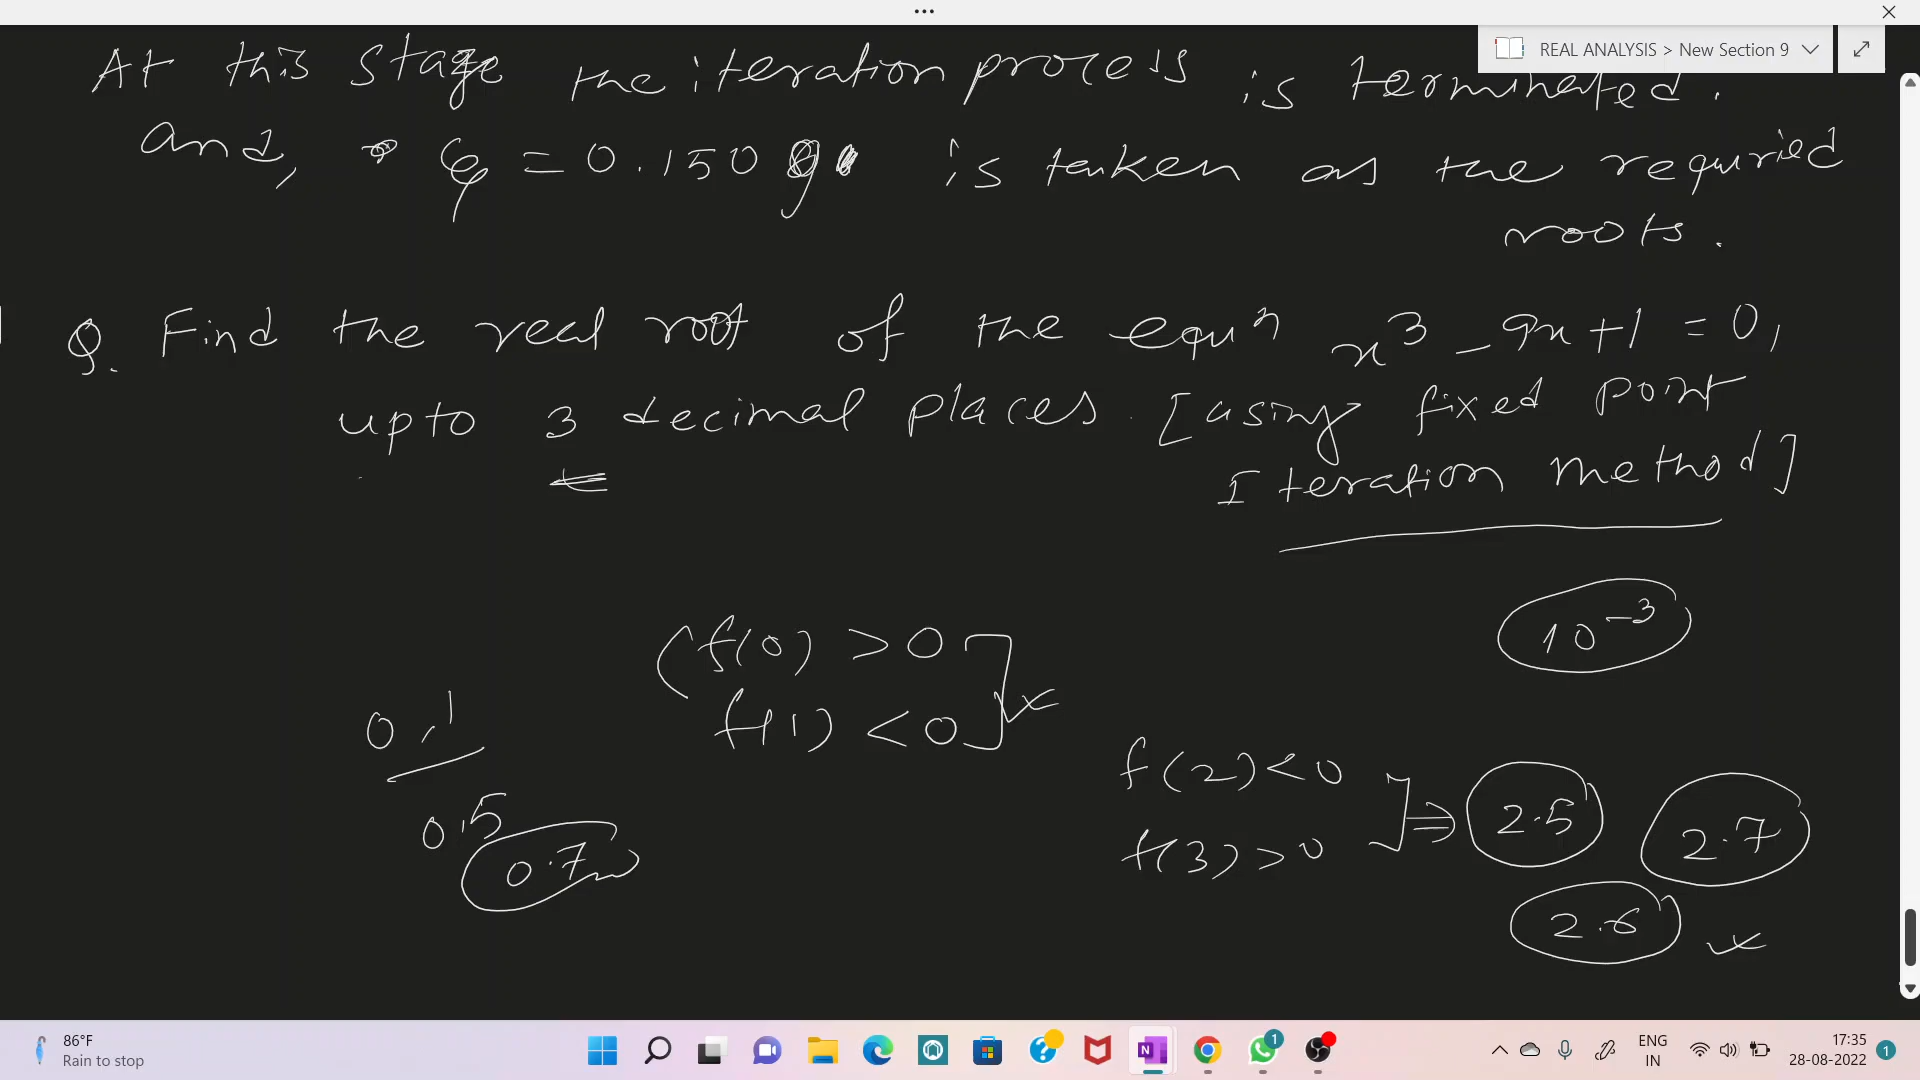 REAL ANALYSIS > New Section 9
At this stage the iteration process is terminated.
and, ξ = 0.150 is taken as the requried
roots.
Q. Find the real root of the equn x³ - 9x + 1 = 0,
upto 3 decimal places. [using fixed point
Iteration method]
10⁻³
(f(0) > 0
f(1) < 0
0.1
0.5
0.7
f(2) < 0
f(3) > 0
⇒ 2.5
2.7
2.6
86°F
Rain to stop
ENG
IN
17:35
28-08-2022
1
1